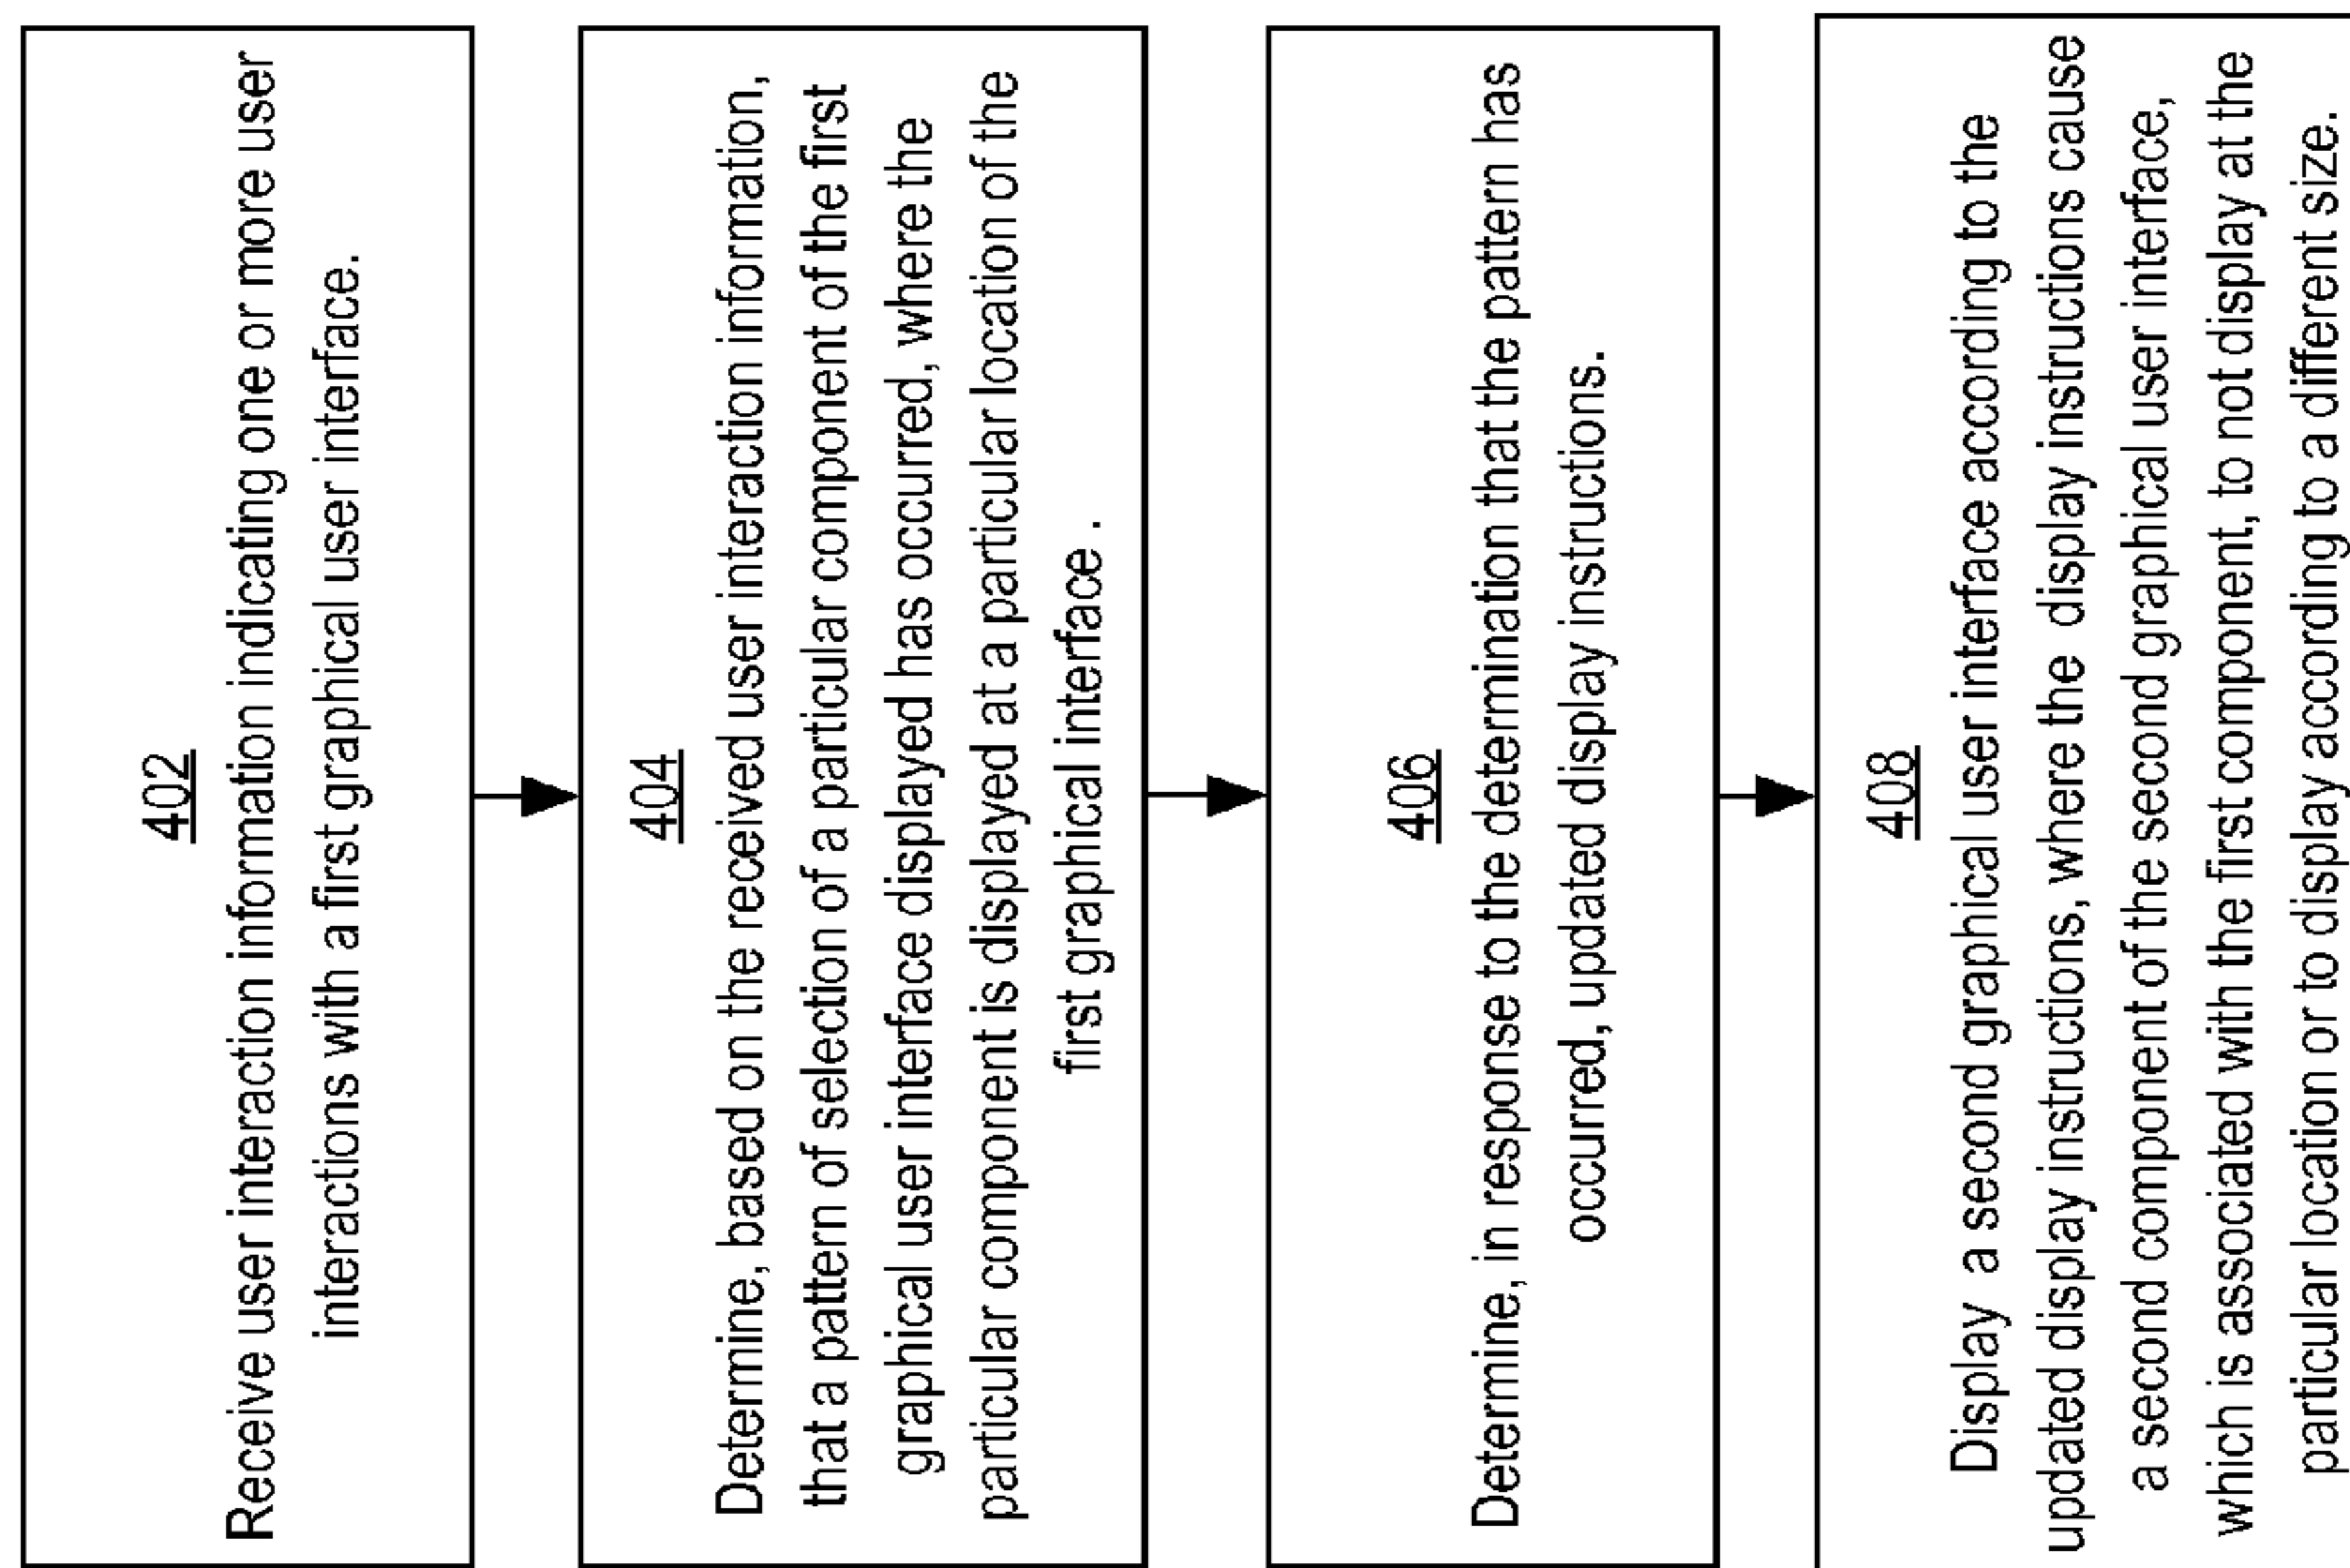 402
Receive user interaction information indicating one or more user
interactions with a first graphical user interface.
404
Determine, based on the received user interaction information,
that a pattern of selection of a particular component of the first
graphical user interface displayed has occurred, where the
particular component is displayed at a particular location of the
first graphical interface .
406
Determine, in response to the determination that the pattern has
occurred, updated display instructions.
408
Display a second graphical user interface according to the
updated display instructions, where the display instructions cause
a second component of the second graphical user interface,
which is associated with the first component, to not display at the
particular location or to display according to a different size.